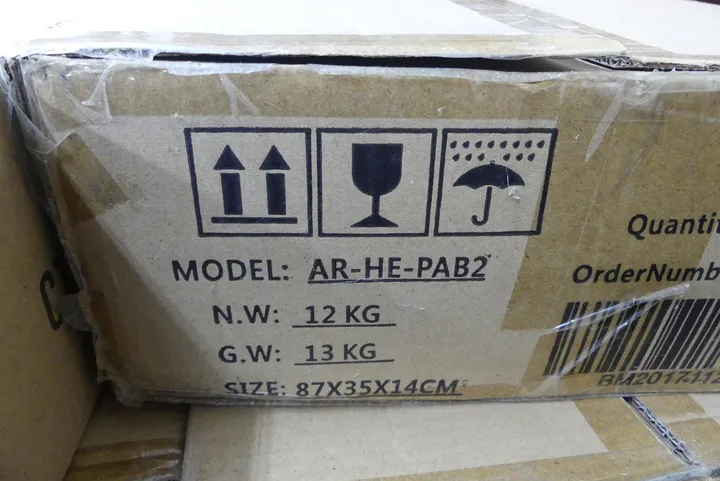 MODEL: AR-HE-PAB2
N.W: 12 KG
G.W: 13 KG
SIZE: 87X35X14CM